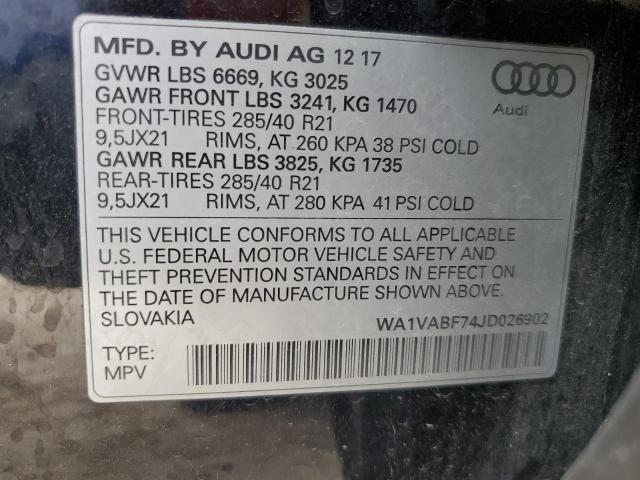 MFD. BY AUDI AG 12 17
GVWR LBS 6669, KG 3025
GAWR FRONT LBS 3241, KG 1470
FRONT-TIRES 285/40 R21
9,5JX21 RIMS, AT 260 KPA 38 PSI COLD
GAWR REAR LBS 3825, KG 1735
REAR-TIRES 285/40 R21
9,5JX21 RIMS, AT 280 KPA 41 PSI COLD
Audi
THIS VEHICLE CONFORMS TO ALL APPLICABLE
U.S. FEDERAL MOTOR VEHICLE SAFETY AND
THEFT PREVENTION STANDARDS IN EFFECT ON
THE DATE OF MANUFACTURE SHOWN ABOVE.
SLOVAKIA WA1VABF74JD026902
TYPE:
MPV